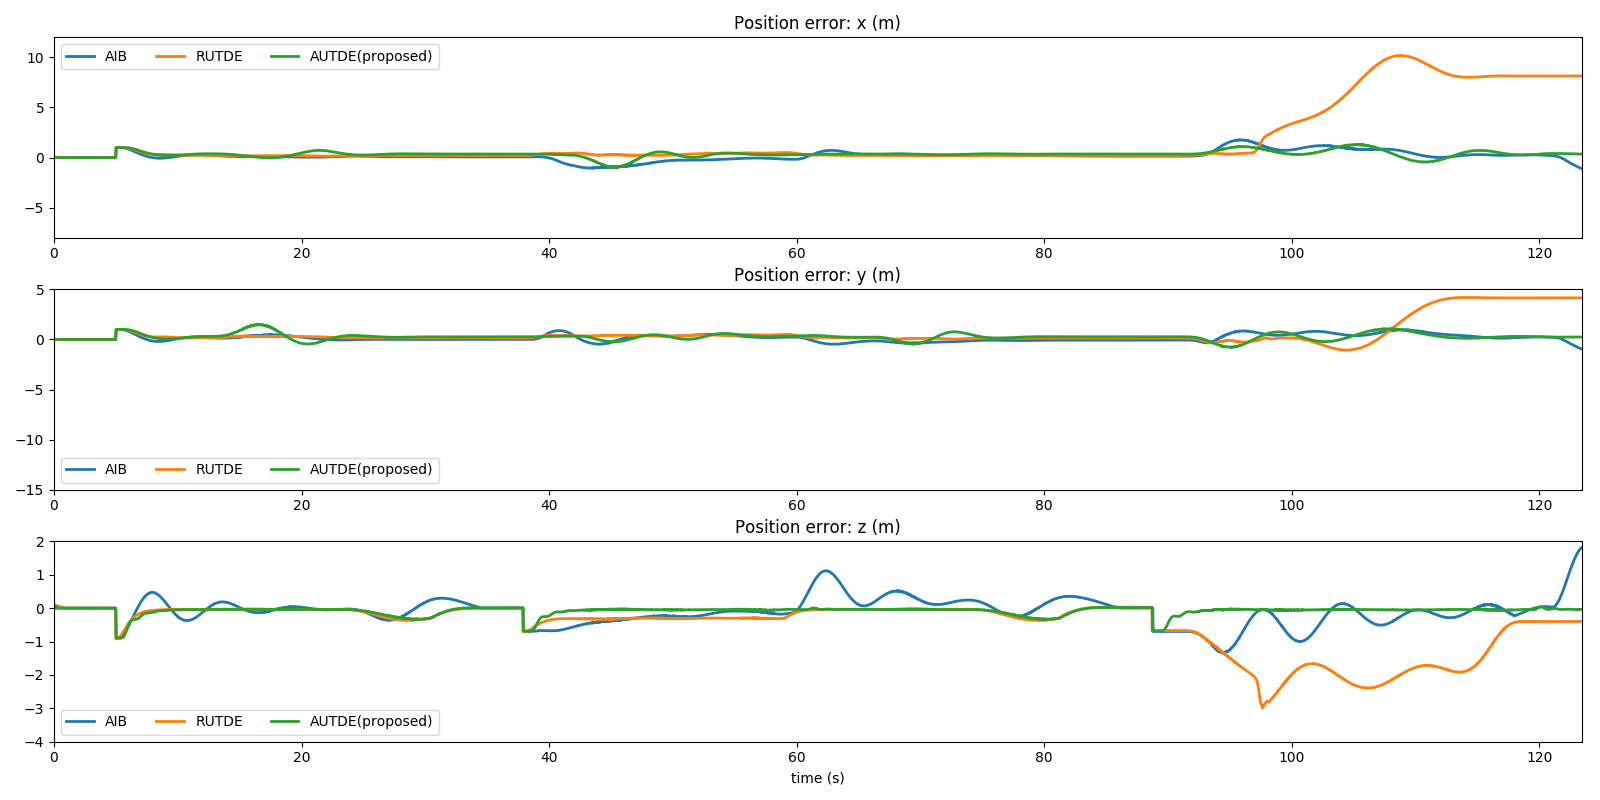 Position error: x (m)
10
5
0
−5
AIB RUTDE AUTDE(proposed)
0 20 40 60 80 100 120
Position error: y (m)
5
0
−5
−10
−15
AIB RUTDE AUTDE(proposed)
0 20 40 60 80 100 120
Position error: z (m)
2
1
0
−1
−2
−3
−4
AIB RUTDE AUTDE(proposed)
0 20 40 60 80 100 120
time (s)